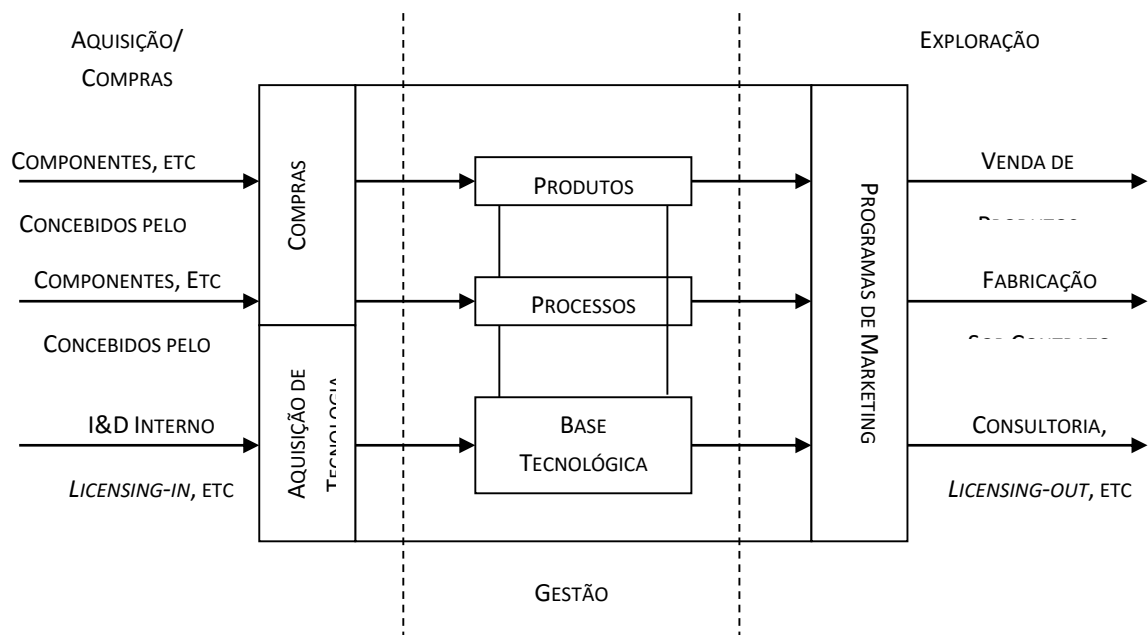 AQUISIÇÃO/
COMPRAS
EXPLORAÇÃO
COMPONENTES, ETC
CONCEBIDOS PELO
COMPONENTES, ETC
CONCEBIDOS PELO
I&D INTERNO
LICENSING-IN, ETC
COMPRAS
AQUISIÇÃO DE
TECNOLOGIA
PRODUTOS
PROCESSOS
BASE
TECNOLÓGICA
PROGRAMAS DE MARKETING
VENDA DE
FABRICAÇÃO
CONSULTORIA,
LICENSING-OUT, ETC
GESTÃO